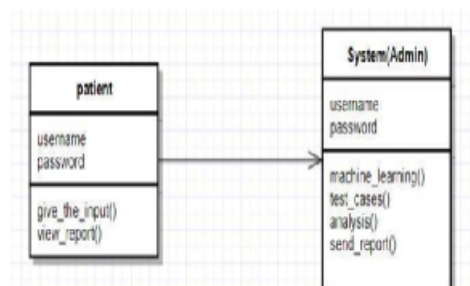 patient
username
password
give_the_input()
view_report()
System(Admin)
username
password
machine_learning()
test_cases()
analysis()
send_report()